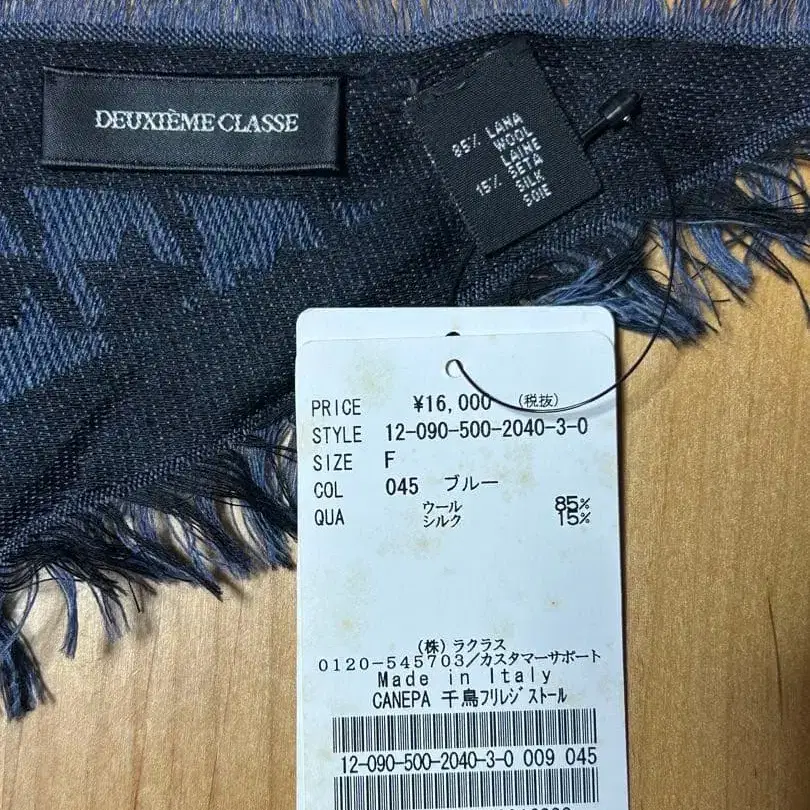 DEUXIÈME CLASSE
85% LANA
WOOL
LAINE
15% SETA
SILK
SOIE
PRICE ¥16,000 (税抜)
STYLE 12-090-500-2040-3-0
SIZE F
COL 045 ブルー
QUA ウール 85%
シルク 15%
(株)ラクラス
0120-545703/カスタマーサポート
Made in Italy
CANEPA 千鳥フリレジストール
12-090-500-2040-3-0 009 045